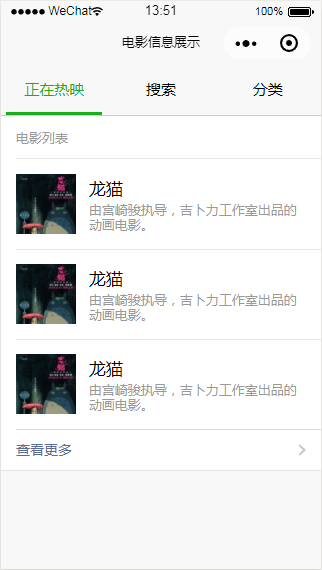 WeChat 13:51 100%
电影信息展示
正在热映 搜索 分类
电影列表
龙猫
由宫崎骏执导，吉卜力工作室出品的
动画电影。
龙猫
由宫崎骏执导，吉卜力工作室出品的
动画电影。
龙猫
由宫崎骏执导，吉卜力工作室出品的
动画电影。
查看更多